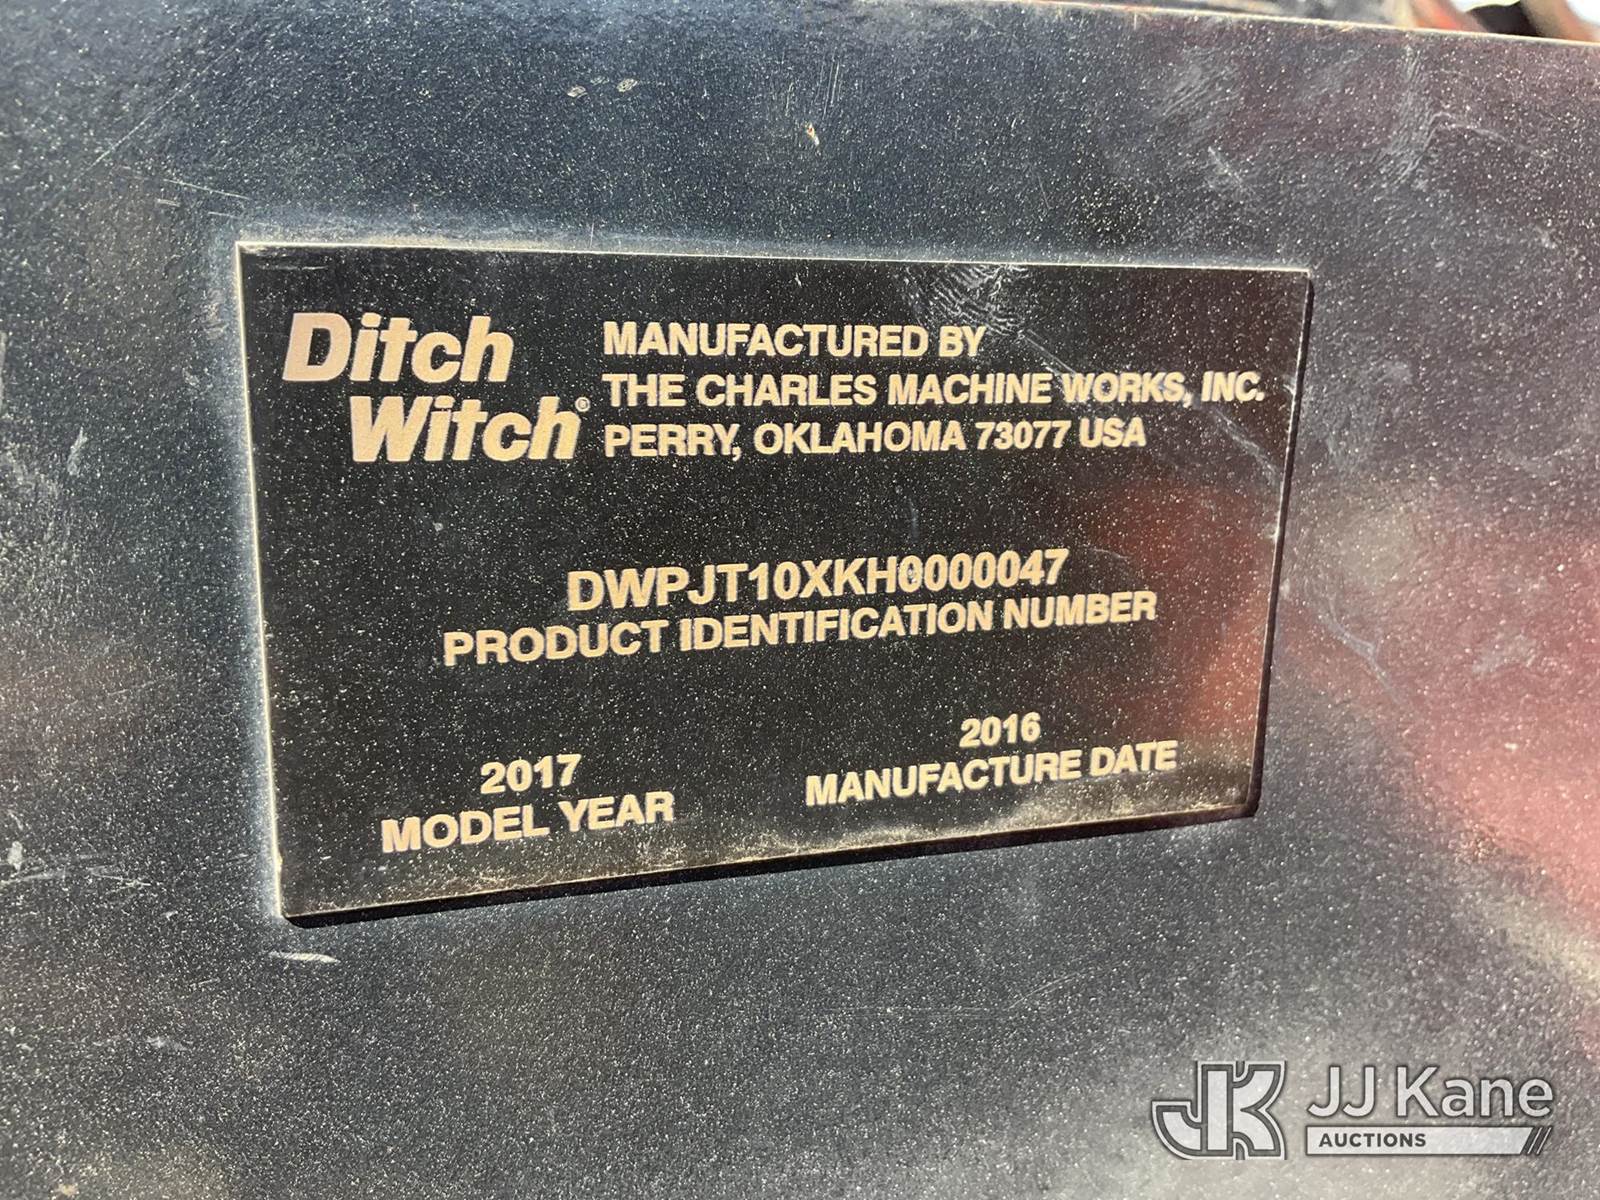 Ditch
Witch®
MANUFACTURED BY
THE CHARLES MACHINE WORKS, INC.
PERRY, OKLAHOMA 73077 USA
DWPJT10XKH0000047
PRODUCT IDENTIFICATION NUMBER
2017
MODEL YEAR
2016
MANUFACTURE DATE
JK JJ Kane
AUCTIONS